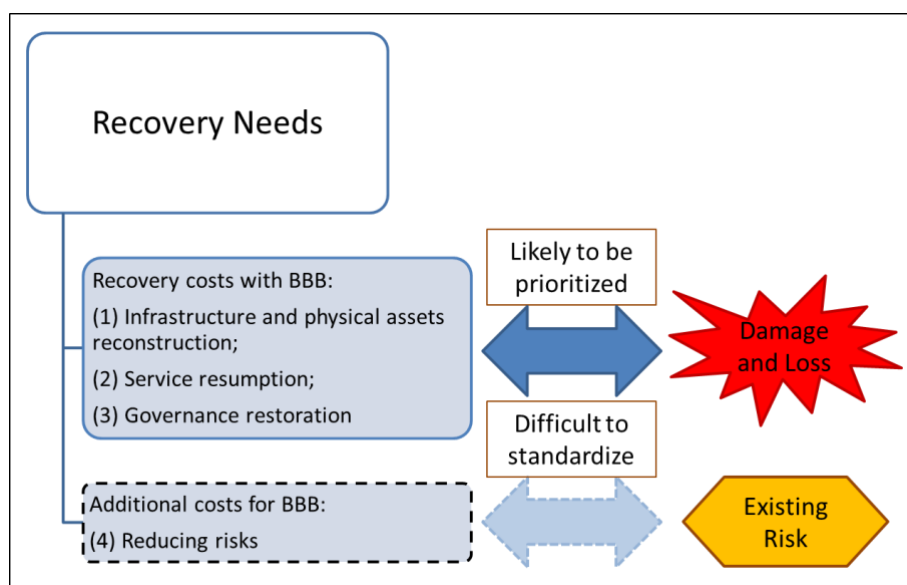 Recovery Needs
Recovery costs with BBB:
(1) Infrastructure and physical assets
reconstruction;
(2) Service resumption;
(3) Governance restoration
Likely to be
prioritized
Damage
and Loss
Difficult to
standardize
Additional costs for BBB:
(4) Reducing risks
Existing
Risk